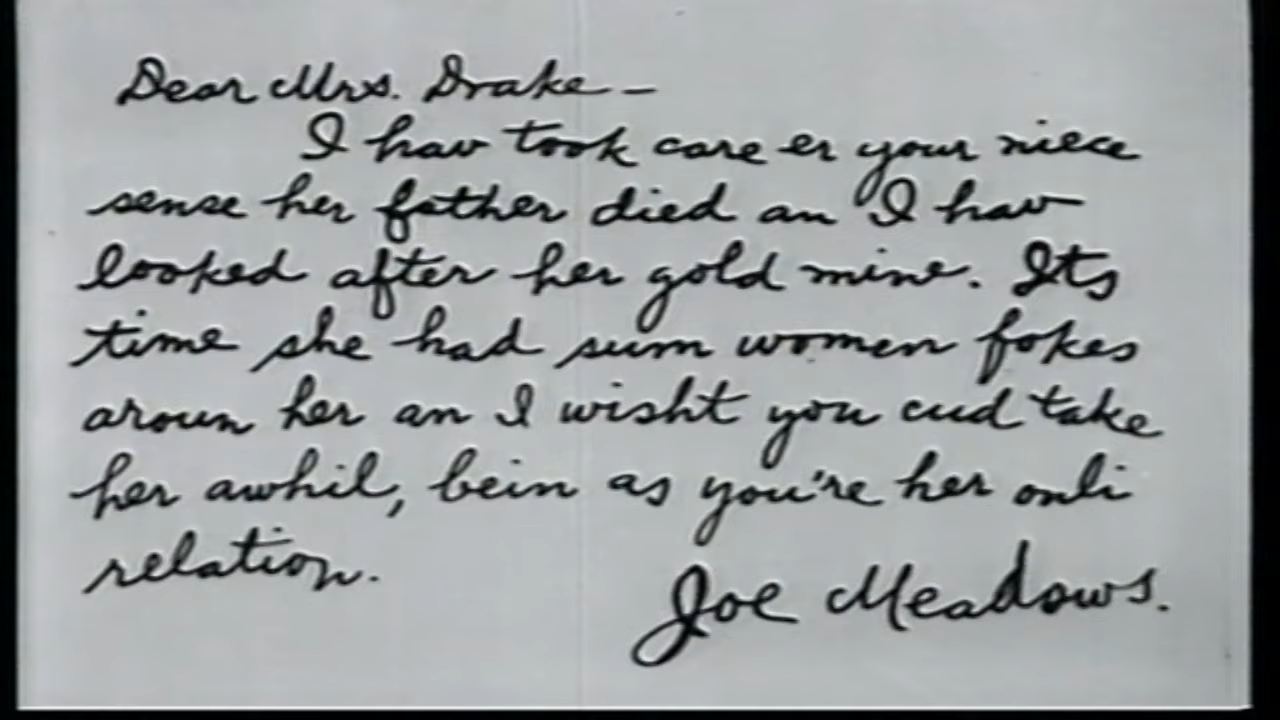 Dear Mrs. Drake —
I hav took care er your niece
sense her father died an I hav
looked after her gold mine. Its
time she had sum women fokes
aroun her an I wisht you cud take
her awhil, bein as you're her onli
relation.
Joe Meadows.